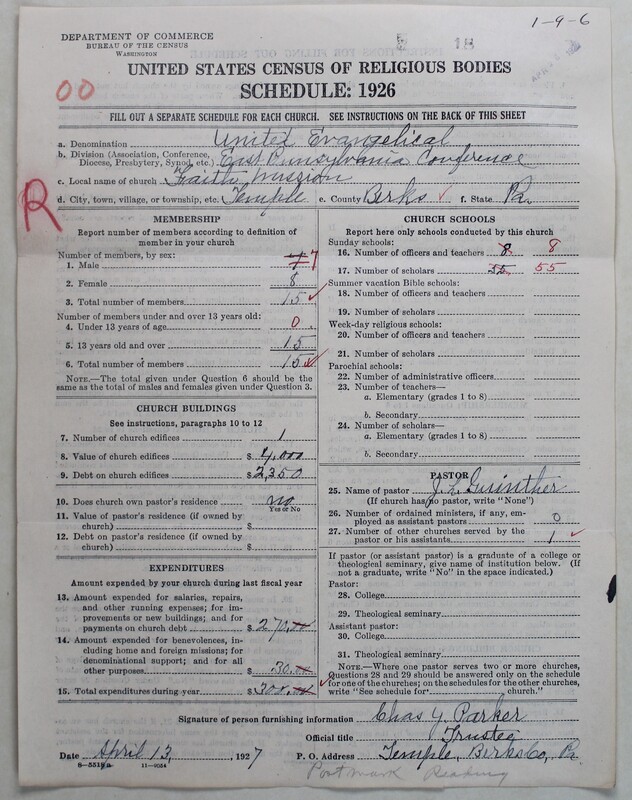 1-9-6
DEPARTMENT OF COMMERCE
BUREAU OF THE CENSUS
WASHINGTON
UNITED STATES CENSUS OF RELIGIOUS BODIES
SCHEDULE: 1926
00
FILL OUT A SEPARATE SCHEDULE FOR EACH CHURCH. SEE INSTRUCTIONS ON THE BACK OF THIS SHEET
R
a. Denomination United Evangelical
b. Division (Association, Conference, Diocese, Presbytery, Synod, etc.) East Pennsylvania Conference
c. Local name of church Faith Mission
d. City, town, village, or township, etc. Temple e. County Berks f. State Pa.
MEMBERSHIP
Report number of members according to definition of member in your church
Number of members, by sex:
1. Male 7 7
2. Female 8
3. Total number of members 15
Number of members under and over 13 years old:
4. Under 13 years of age 0
5. 13 years old and over 15
6. Total number of members 15
NOTE.—The total given under Question 6 should be the same as the total of males and females given under Question 3.
CHURCH BUILDINGS
See instructions, paragraphs 10 to 12
7. Number of church edifices 1
8. Value of church edifices $ 4,000
9. Debt on church edifices $ 2,350
10. Does church own pastor's residence no
Yes or No
11. Value of pastor's residence (if owned by church) $
12. Debt on pastor's residence (if owned by church) $
EXPENDITURES
Amount expended by your church during last fiscal year
13. Amount expended for salaries, repairs, and other running expenses; for improvements or new buildings; and for payments on church debt $ 270.
14. Amount expended for benevolences, including home and foreign missions; for denominational support; and for all other purposes $ 30.
15. Total expenditures during year $ 300.
CHURCH SCHOOLS
Report here only schools conducted by this church
Sunday schools:
16. Number of officers and teachers 8 8
17. Number of scholars 55 55
Summer vacation Bible schools:
18. Number of officers and teachers
19. Number of scholars
Week-day religious schools:
20. Number of officers and teachers
21. Number of scholars
Parochial schools:
22. Number of administrative officers
23. Number of teachers—
a. Elementary (grades 1 to 8)
b. Secondary
24. Number of scholars—
a. Elementary (grades 1 to 8)
b. Secondary
PASTOR
25. Name of pastor J. L.
(If church has no pastor, write "None")
26. Number of ordained ministers, if any, employed as assistant pastors 0
27. Number of other churches served by the pastor or his assistants 1
If pastor (or assistant pastor) is a graduate of a college or theological seminary, give name of institution below. (If not a graduate, write "No" in the space indicated.)
Pastor:
28. College
29. Theological seminary
Assistant pastor:
30. College
31. Theological seminary
NOTE.—Where one pastor serves two or more churches, Questions 28 and 29 should be answered only on the schedule for one of the churches; on the schedules for the other churches, write "See schedule for church."
Signature of person furnishing information Chas Y. Parker
Official title Trustee
Date April 13, 1927 P. O. Address Temple, Berks Co, Pa.
8—5515a 11—9054
Postmark Reading